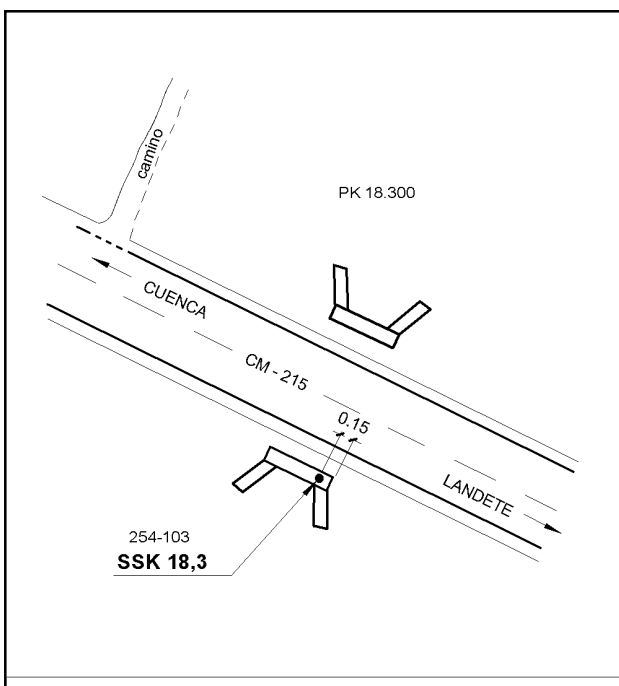 camino
PK 18.300
CUENCA
CM - 215
0.15
LANDETE
254-103
SSK 18,3